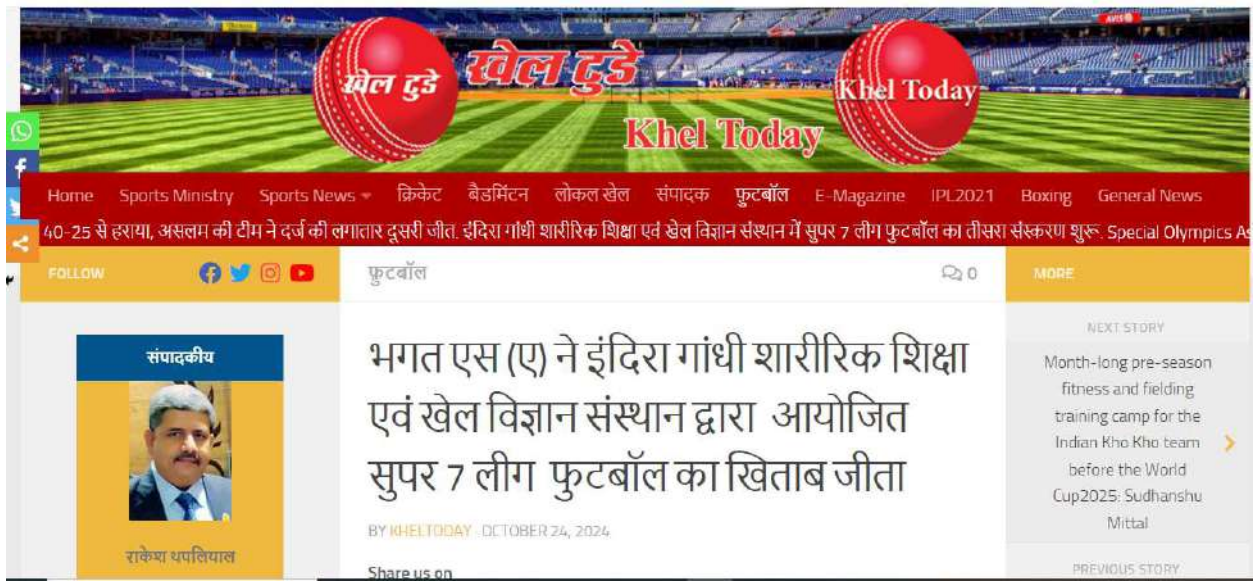 AVIS
खेल टुडे
खेल टुडे
Khel Today
Khel Today
Home Sports Ministry Sports News क्रिकेट बैडमिंटन लोकल खेल संपादक फुटबॉल E-Magazine IPL2021 Boxing General News
40-25 से हराया, असलम की टीम ने दर्ज की लगातार दूसरी जीत. इंदिरा गांधी शारीरिक शिक्षा एवं खेल विज्ञान संस्थान में सुपर 7 लीग फुटबॉल का तीसरा संस्करण शुरू. Special Olympics As
FOLLOW
फुटबॉल
0
MORE
संपादकीय
राकेश थपलियाल
भगत एस (ए) ने इंदिरा गांधी शारीरिक शिक्षा
एवं खेल विज्ञान संस्थान द्वारा आयोजित
सुपर 7 लीग फुटबॉल का खिताब जीता
BY KHELTODAY · OCTOBER 24, 2024
Share us on
NEXT STORY
Month-long pre-season
fitness and fielding
training camp for the
Indian Kho Kho team
before the World
Cup2025: Sudhanshu
Mittal
PREVIOUS STORY